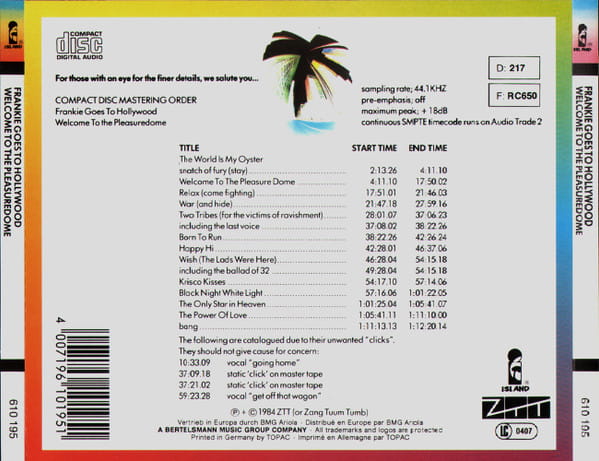 COMPACT
disc
DIGITAL AUDIO
For those with an eye for the finer details, we salute you...
COMPACT DISC MASTERING ORDER
Frankie Goes To Hollywood
Welcome To The Pleasuredome
D: 217
F: RC650
sampling rate; 44.1KHZ
pre-emphasis; off
maximum peak; + 18dB
continuous SMPTE timecode runs on Audio Trade 2
TITLE START TIME END TIME
The World Is My Oyster
snatch of fury (stay) 2:13.26 4:11.10
Welcome To The Pleasure Dome 4:11.10 17:50.02
Relax (come fighting) 17:51.01 21:46.03
War (and hide) 21:47.18 27:59.16
Two Tribes (for the victims of ravishment) 28:01.07 37:06.23
including the last voice 37:08.02 38:22.26
Born To Run 38:22.26 42:26.24
Happy Hi 42:28.01 46:37.06
Wish (The Lads Were Here) 46:28.04 54:15.18
including the ballad of 32 49:28.04 54:15.18
Krisco Kisses 54:17.10 57:14.06
Black Night White Light 57:16.06 1:01:22.05
The Only Star in Heaven 1:01:25.04 1:05:41.07
The Power Of Love 1:05:41.11 1:11:10.00
bang 1:11:13.13 1:12:20.14
The following are catalogued due to their unwanted "clicks".
They should not give cause for concern:
10:33.09 vocal "going home"
37:09.18 static 'click' on master tape
37:21.02 static 'click' on master tape
59:23.28 vocal "get off that wagon"
℗ + © 1984 ZTT (or Zang Tuum Tumb)
Vertrieb in Europa durch BMG Ariola · Distribué en Europe par BMG Ariola
A BERTELSMANN MUSIC GROUP COMPANY · All trademarks and logos are protected
Printed in Germany by TOPAC · Imprimé en Allemagne par TOPAC
4 007196 101951
ISLAND
ZTT
LC 0407
ISLAND
FRANKIE GOES TO HOLLYWOOD
WELCOME TO THE PLEASUREDOME
610 195
ISLAND
FRANKIE GOES TO HOLLYWOOD
WELCOME TO THE PLEASUREDOME
610 195